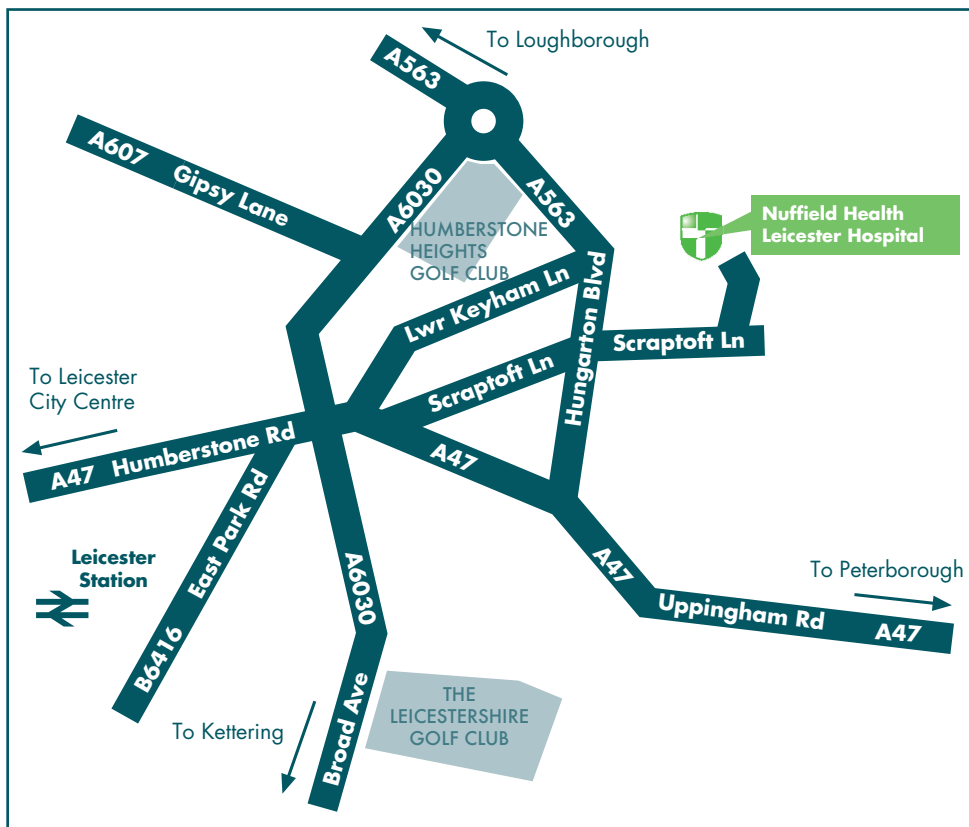 To Loughborough
A563
A607 Gipsy Lane
A6030
A563
HUMBERSTONE
HEIGHTS
GOLF CLUB
Nuffield Health
Leicester Hospital
Lwr Keyham Ln
Hungarton Blvd
Scraptoft Ln
Scraptoft Ln
To Leicester
City Centre
A47 Humberstone Rd
A47
Leicester
Station
B6416 East Park Rd
A6030
A47
To Peterborough
Uppingham Rd A47
To Kettering
Broad Ave
THE
LEICESTERSHIRE
GOLF CLUB